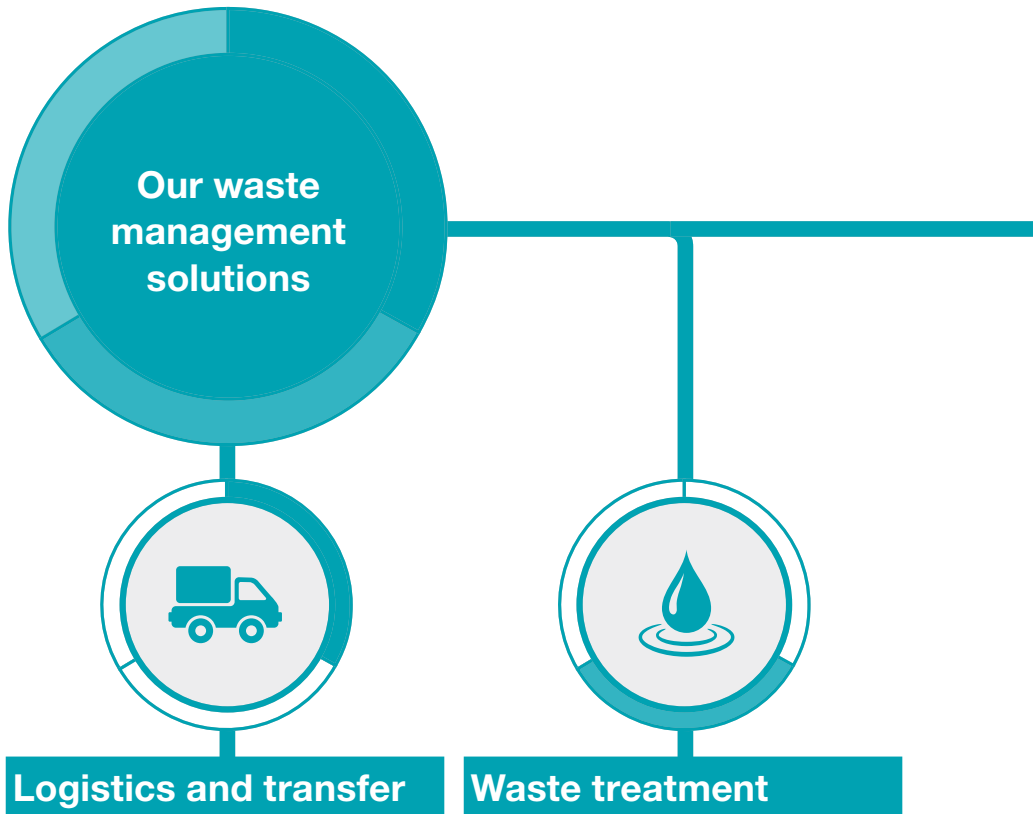 Our waste
management
solutions
Logistics and transfer
Waste treatment